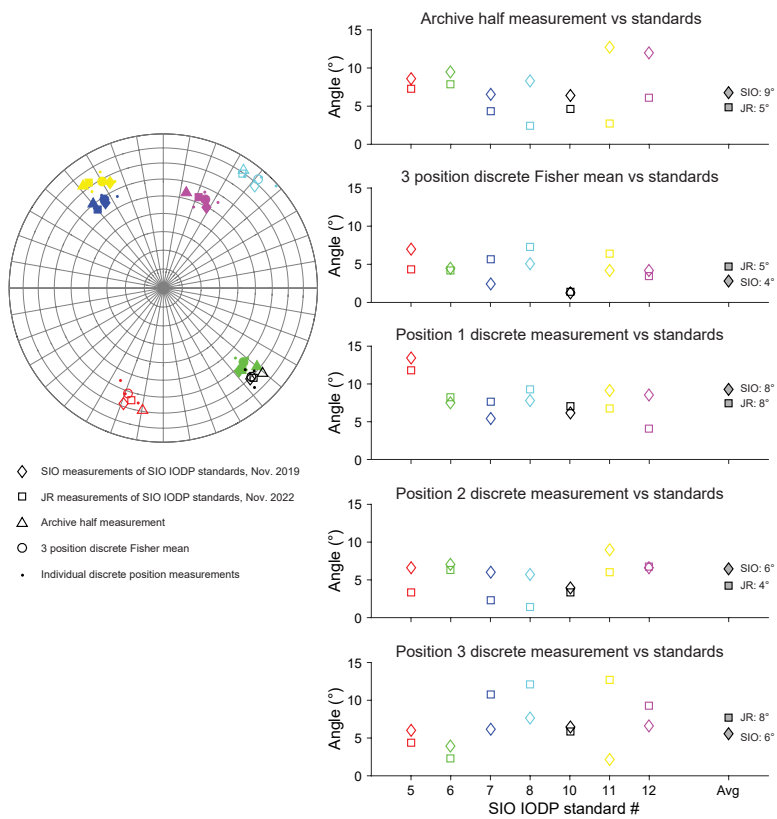 Archive half measurement vs standards
15
10
5
0
Angle (°)
SIO: 9°
JR: 5°
3 position discrete Fisher mean vs standards
15
10
5
0
Angle (°)
JR: 5°
SIO: 4°
Position 1 discrete measurement vs standards
15
10
5
0
Angle (°)
SIO: 8°
JR: 8°
Position 2 discrete measurement vs standards
15
10
5
0
Angle (°)
SIO: 6°
JR: 4°
Position 3 discrete measurement vs standards
15
10
5
0
Angle (°)
JR: 8°
SIO: 6°
5 6 7 8 10 11 12 Avg
SIO IODP standard #
SIO measurements of SIO IODP standards, Nov. 2019
JR measurements of SIO IODP standards, Nov. 2022
Archive half measurement
3 position discrete Fisher mean
Individual discrete position measurements